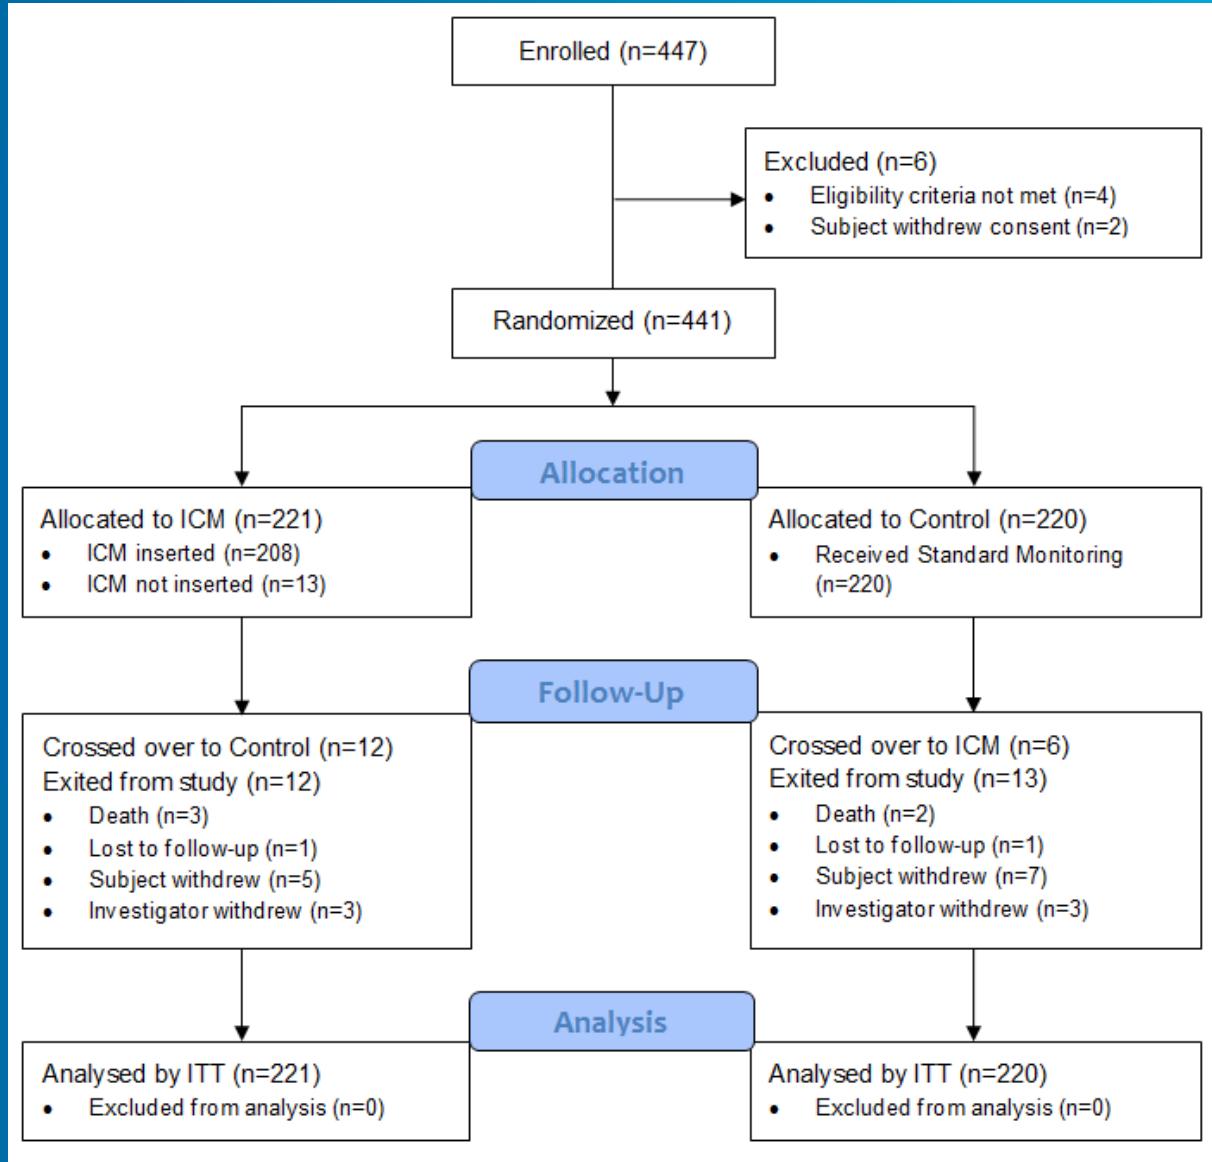 Enrolled (n=447)
Excluded (n=6)
• Eligibility criteria not met (n=4)
• Subject withdrew consent (n=2)
Randomized (n=441)
Allocation
Allocated to ICM (n=221)
• ICM inserted (n=208)
• ICM not inserted (n=13)
Allocated to Control (n=220)
• Received Standard Monitoring
(n=220)
Follow-Up
Crossed over to Control (n=12)
Exited from study (n=12)
• Death (n=3)
• Lost to follow-up (n=1)
• Subject withdrew (n=5)
• Investigator withdrew (n=3)
Crossed over to ICM (n=6)
Exited from study (n=13)
• Death (n=2)
• Lost to follow-up (n=1)
• Subject withdrew (n=7)
• Investigator withdrew (n=3)
Analysis
Analysed by ITT (n=221)
• Excluded from analysis (n=0)
Analysed by ITT (n=220)
• Excluded from analysis (n=0)